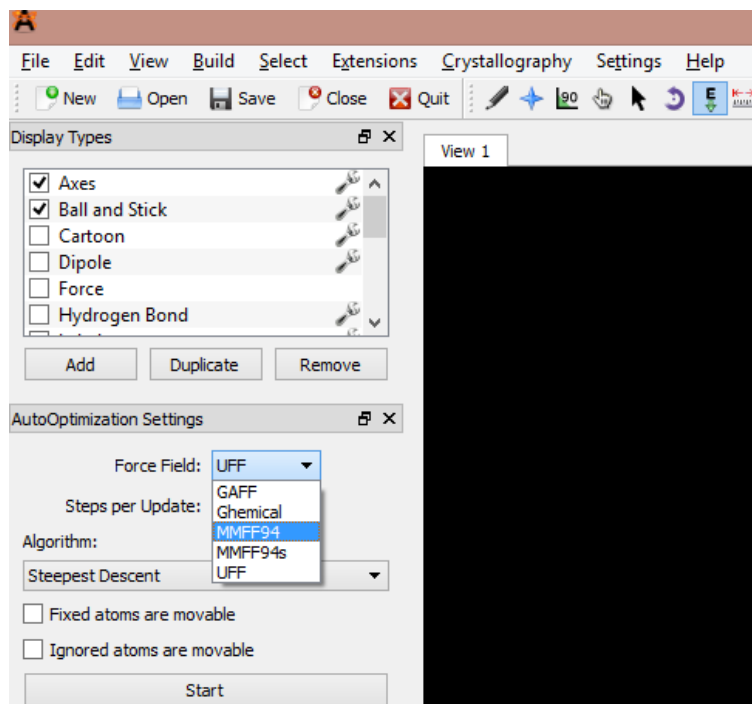 File Edit View Build Select Extensions Crystallography Settings Help
New Open Save Close Quit 90 E
Display Types
View 1
Axes
Ball and Stick
Cartoon
Dipole
Force
Hydrogen Bond
Add Duplicate Remove
AutoOptimization Settings
Force Field: UFF
GAFF
Steps per Update:
Ghemical
MMFF94
Algorithm:
MMFF94s
Steepest Descent
UFF
Fixed atoms are movable
Ignored atoms are movable
Start